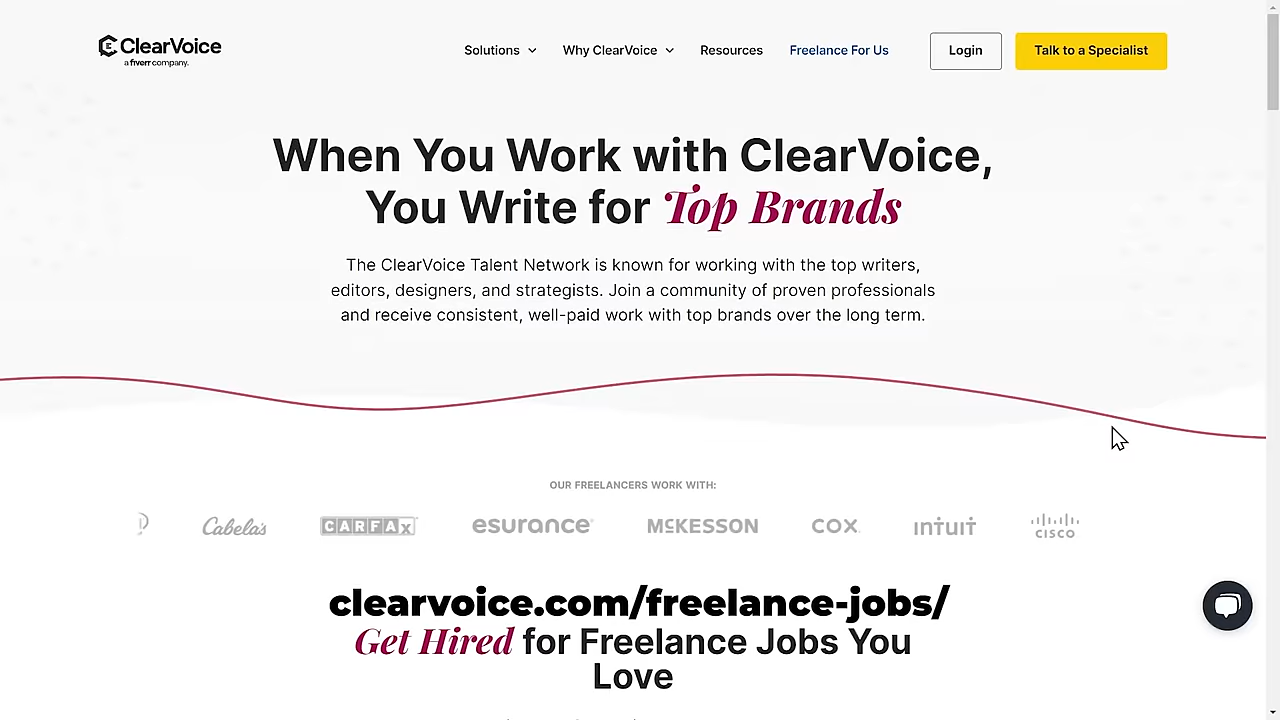 ClearVoice
a fiverr company.
Solutions
Why ClearVoice
Resources
Freelance For Us
Login
Talk to a Specialist
When You Work with ClearVoice,
You Write for Top Brands
The ClearVoice Talent Network is known for working with the top writers,
editors, designers, and strategists. Join a community of proven professionals
and receive consistent, well-paid work with top brands over the long term.
OUR FREELANCERS WORK WITH:
Cabela's
CARFAX
esurance
MCKESSON
COX
intuit
CISCO
clearvoice.com/freelance-jobs/
Get Hired for Freelance Jobs You
Love